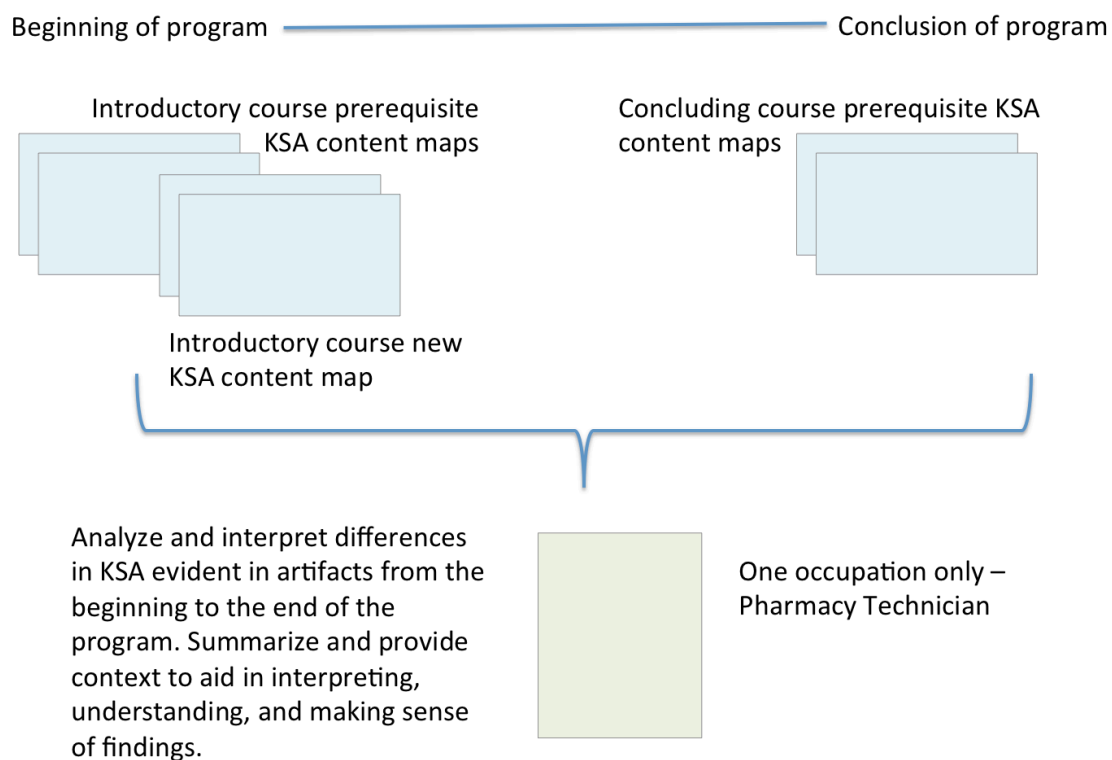 Beginning of program
Conclusion of program
Introductory course prerequisite
KSA content maps
Concluding course prerequisite KSA
content maps
Introductory course new
KSA content map
Analyze and interpret differences
in KSA evident in artifacts from the
beginning to the end of the
program. Summarize and provide
context to aid in interpreting,
understanding, and making sense
of findings.
One occupation only –
Pharmacy Technician